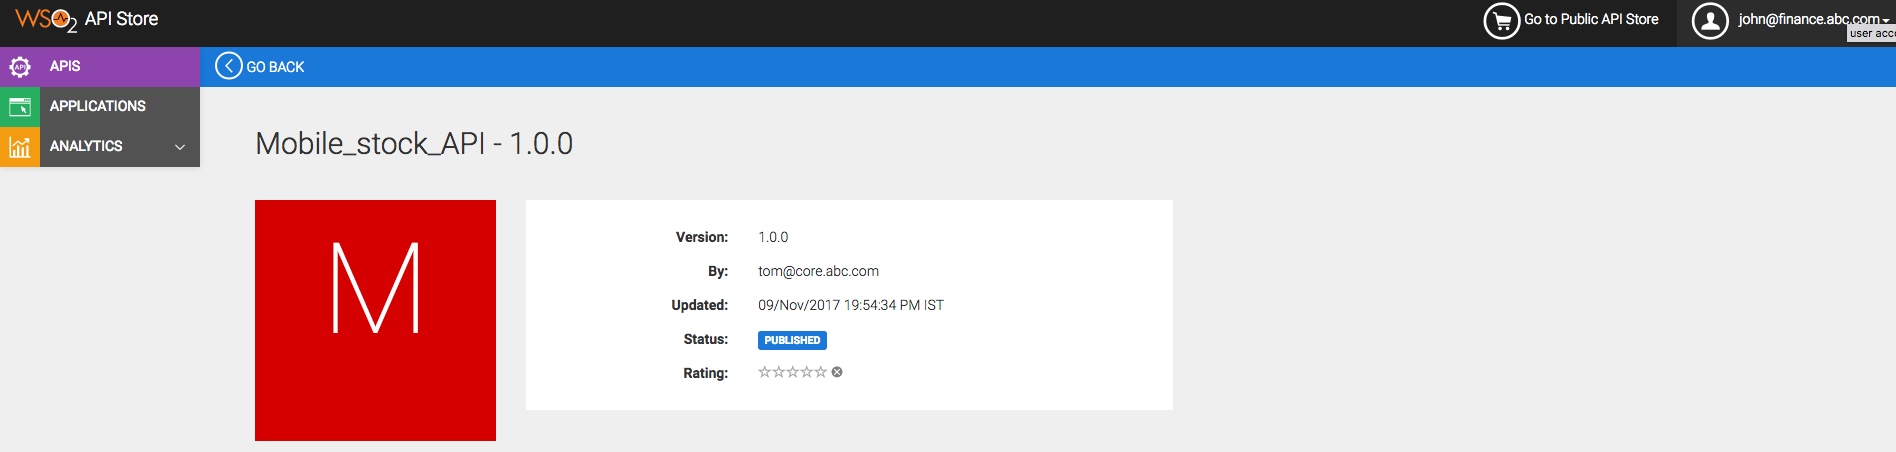 WSO2 API Store
Go to Public API Store
john@finance.abc.com
user acco
API
APIS
GO BACK
APPLICATIONS
ANALYTICS
Mobile_stock_API - 1.0.0
M
Version: 1.0.0
By: tom@core.abc.com
Updated: 09/Nov/2017 19:54:34 PM IST
Status: PUBLISHED
Rating: